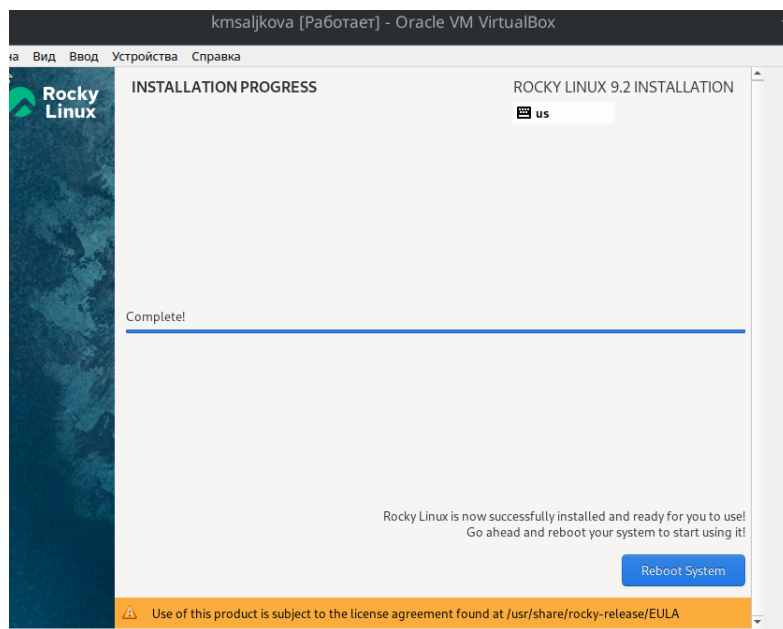 kmsaljkova [Работает] - Oracle VM VirtualBox
на Вид Ввод Устройства Справка
Rocky
Linux
INSTALLATION PROGRESS
ROCKY LINUX 9.2 INSTALLATION
us
Complete!
Rocky Linux is now successfully installed and ready for you to use!
Go ahead and reboot your system to start using it!
Reboot System
Use of this product is subject to the license agreement found at /usr/share/rocky-release/EULA